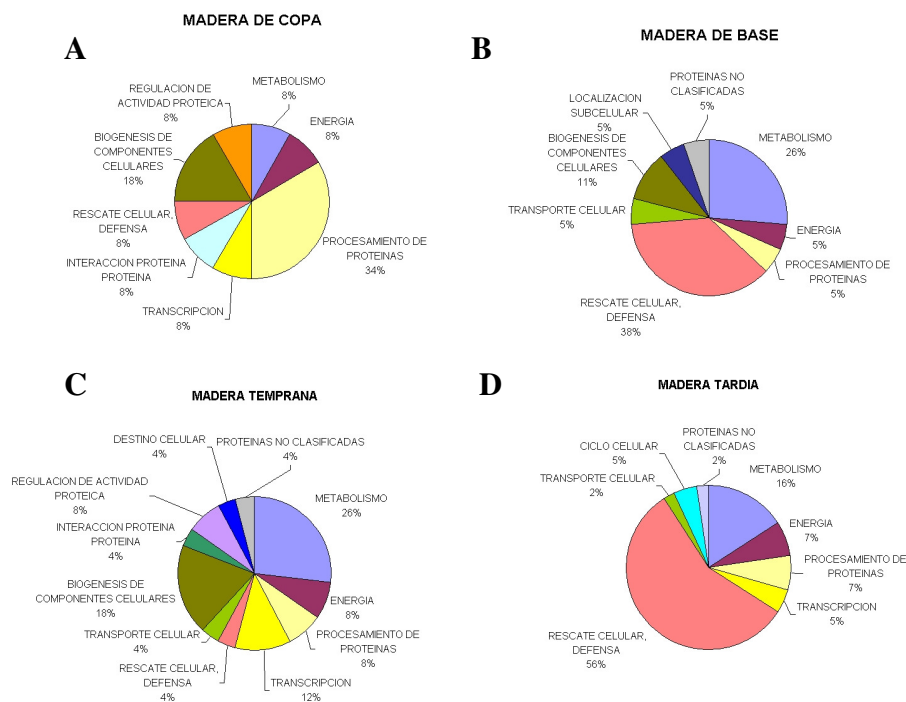 MADERA DE COPA
A
METABOLISMO
8%
REGULACION DE
ACTIVIDAD PROTEICA
8%
ENERGIA
8%
BIOGENESIS DE
COMPONENTES
CELULARES
18%
RESCATE CELULAR,
DEFENSA
8%
PROCESAMIENTO DE
PROTEINAS
34%
INTERACCION PROTEINA
PROTEINA
8%
TRANSCRIPCION
8%
MADERA DE BASE
B
PROTEINAS NO
CLASIFICADAS
5%
LOCALIZACION
SUBCELULAR
5%
METABOLISMO
26%
BIOGENESIS DE
COMPONENTES
CELULARES
11%
TRANSPORTE CELULAR
5%
ENERGIA
5%
PROCESAMIENTO DE
PROTEINAS
5%
RESCATE CELULAR,
DEFENSA
38%
C
MADERA TEMPRANA
DESTINO CELULAR
4%
PROTEINAS NO CLASIFICADAS
4%
REGULACION DE ACTIVIDAD
PROTEICA
8%
METABOLISMO
26%
INTERACCION PROTEINA
PROTEINA
4%
BIOGENESIS DE
COMPONENTES CELULARES
18%
ENERGIA
8%
TRANSPORTE CELULAR
4%
PROCESAMIENTO DE
PROTEINAS
8%
RESCATE CELULAR,
DEFENSA
4%
TRANSCRIPCION
12%
D
MADERA TARDIA
PROTEINAS NO
CLASIFICADAS
2%
CICLO CELULAR
5%
TRANSPORTE CELULAR
2%
METABOLISMO
16%
ENERGIA
7%
PROCESAMIENTO DE
PROTEINAS
7%
TRANSCRIPCION
5%
RESCATE CELULAR,
DEFENSA
56%